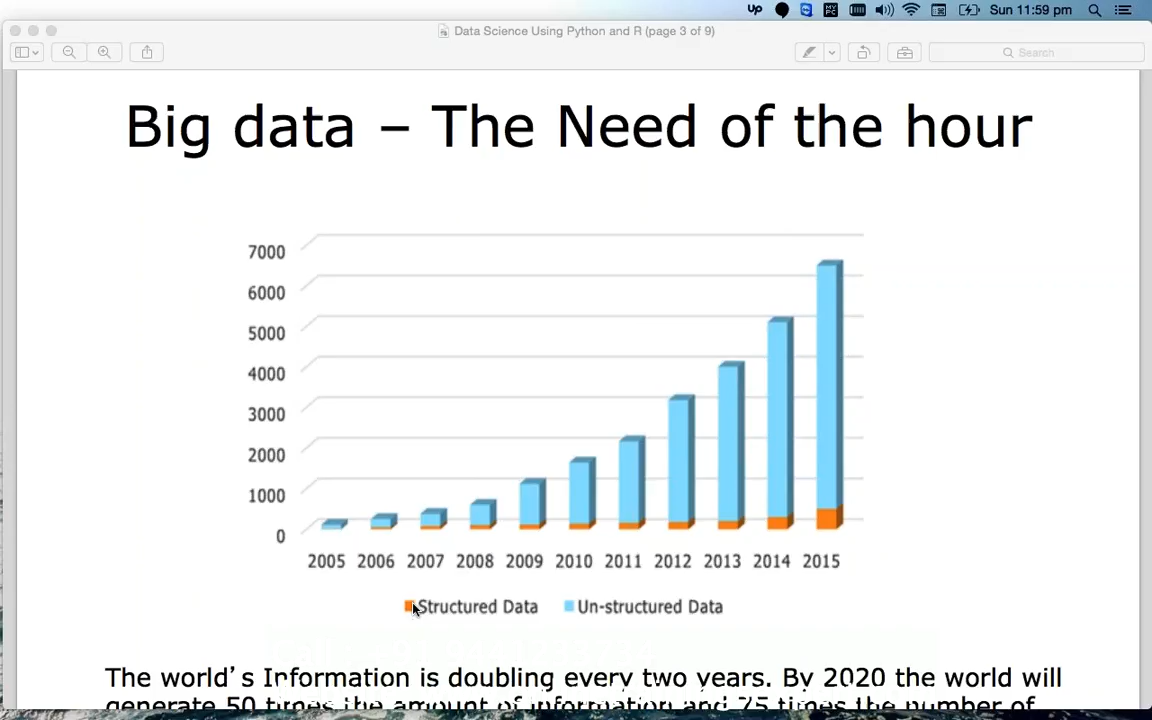 UP
MY
PC
Sun 11:59 pm
Data Science Using Python and R (page 3 of 9)
Search
Big data – The Need of the hour
7000
6000
5000
4000
3000
2000
1000
0
2005 2006 2007 2008 2009 2010 2011 2012 2013 2014 2015
Structured Data Un-structured Data
The world's Information is doubling every two years. By 2020 the world will
generate 50 times the amount of information and 75 times the number of